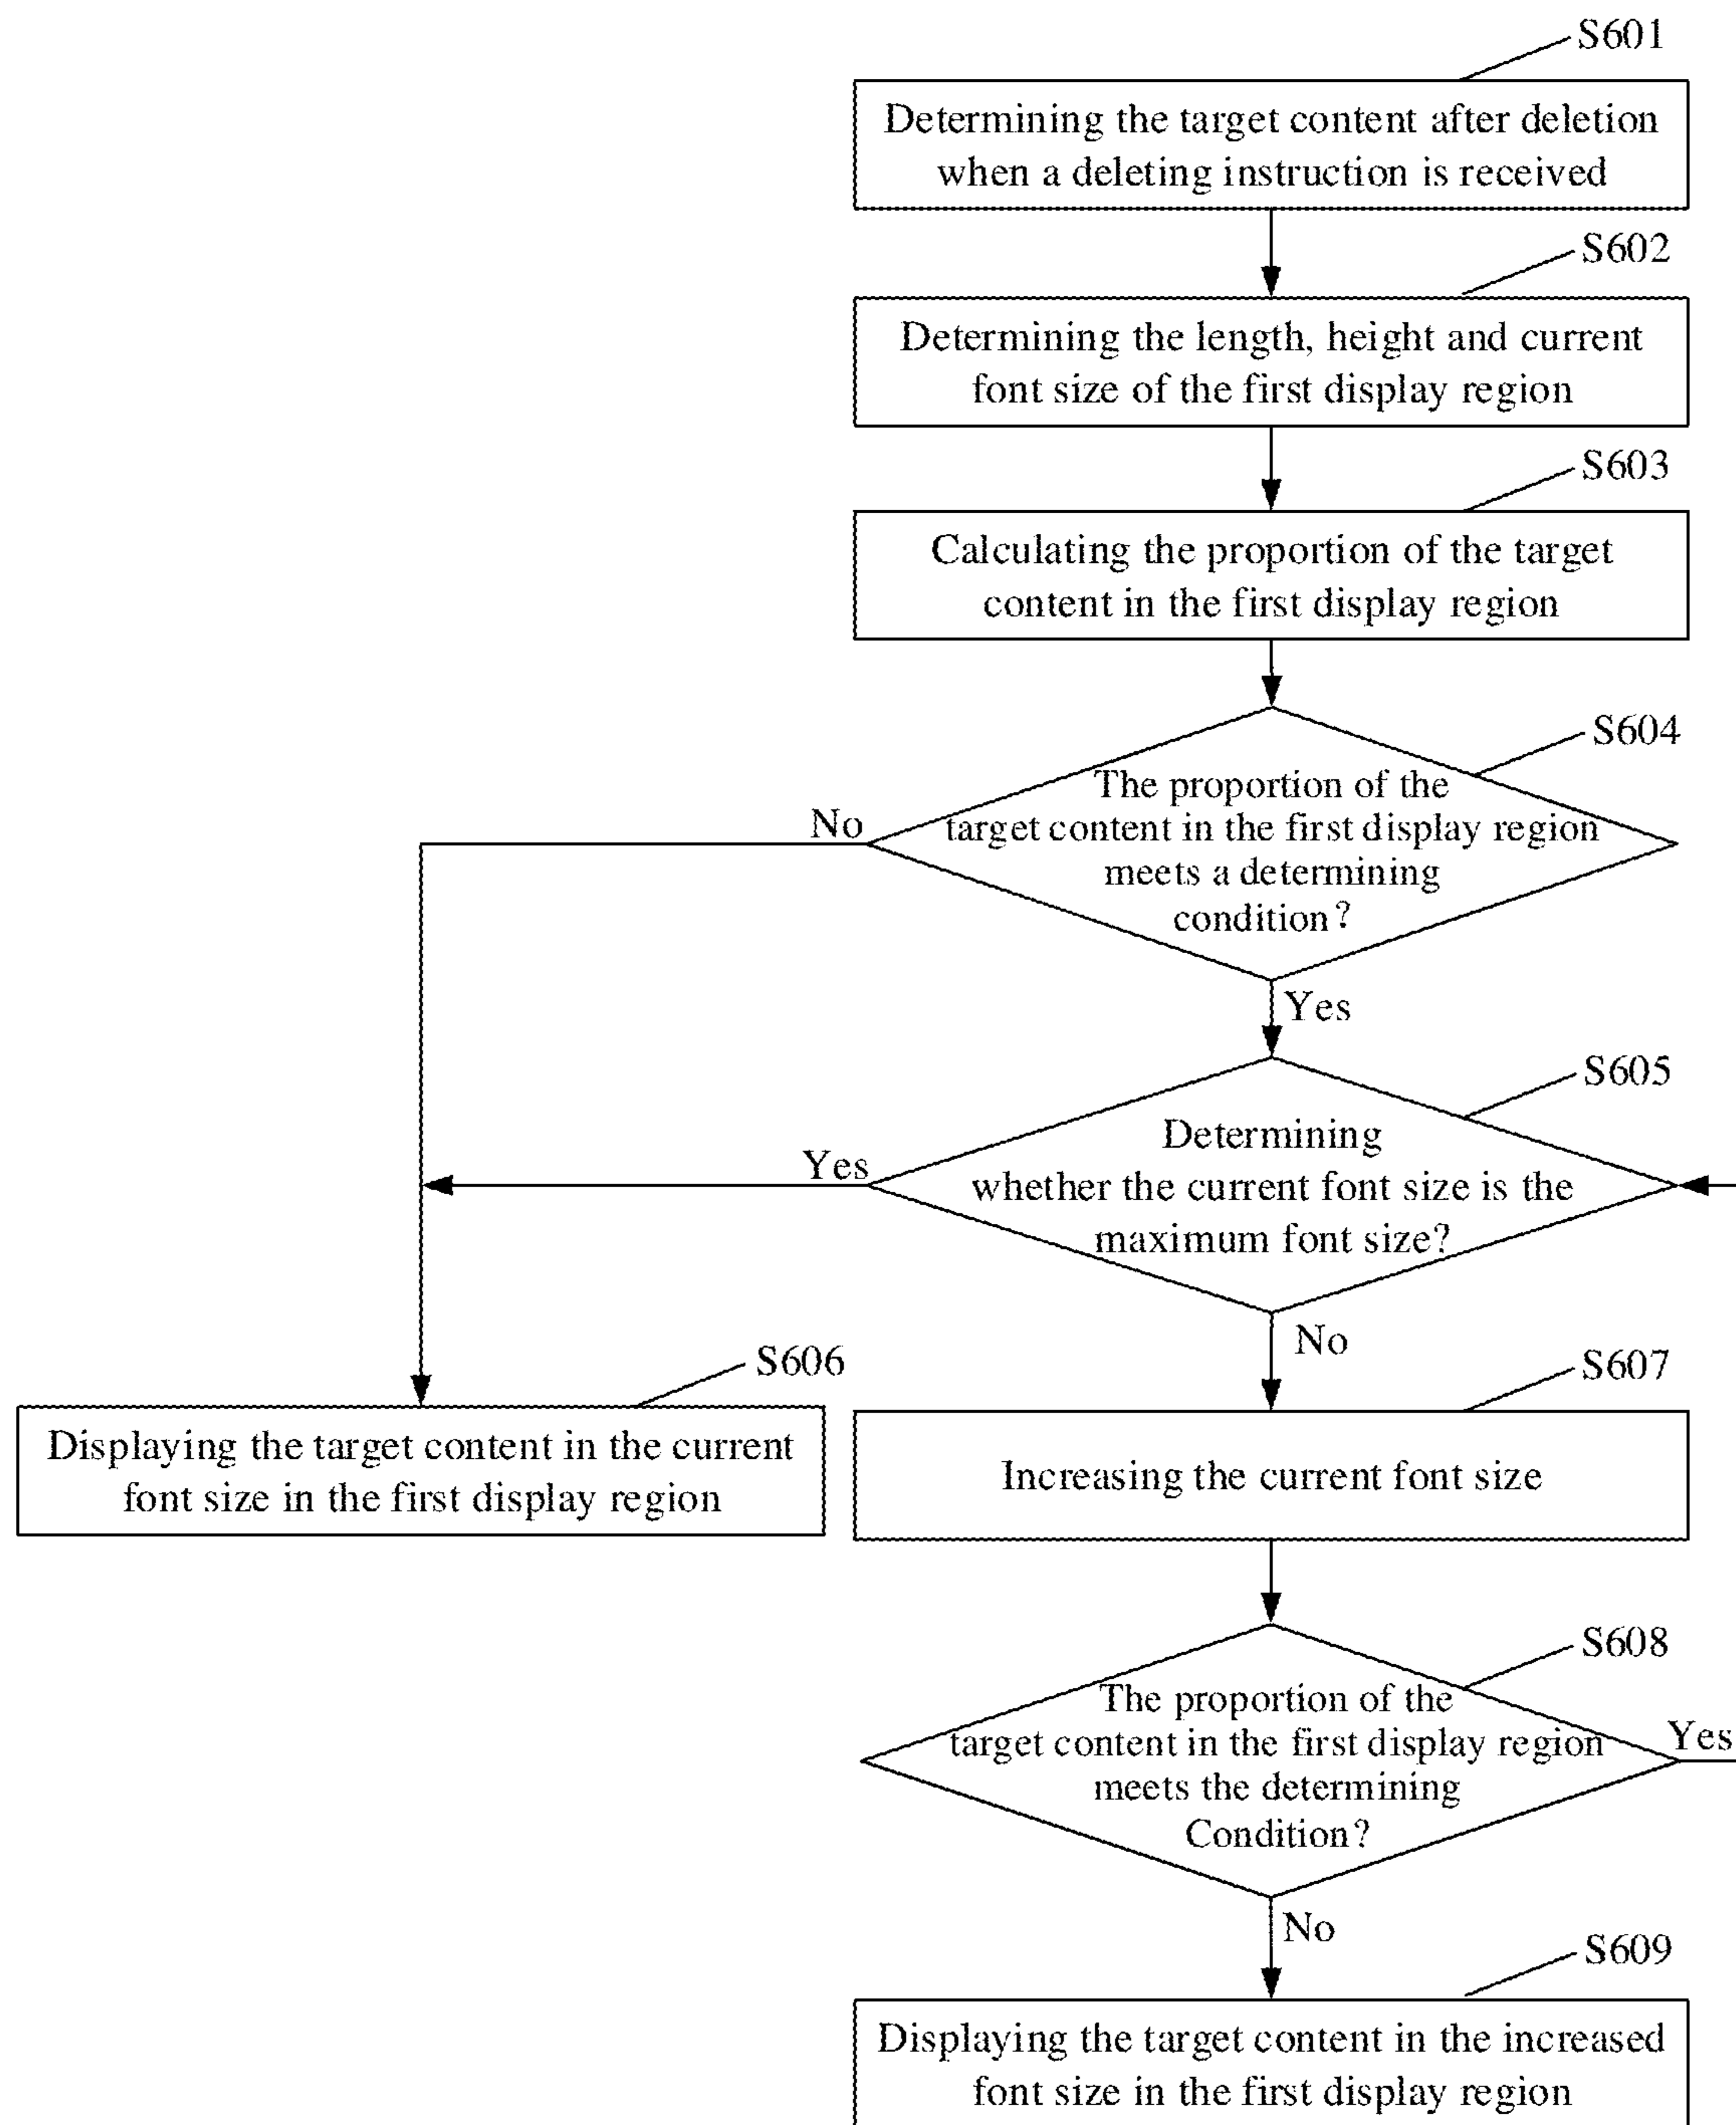 S601
Determining the target content after deletion
when a deleting instruction is received
S602
Determining the length, height and current
font size of the first display region
S603
Calculating the proportion of the target
content in the first display region
S604
The proportion of the
target content in the first display region
meets a determining
condition?
No
Yes
S605
Determining
whether the current font size is the
maximum font size?
Yes
No
S606
Displaying the target content in the current
font size in the first display region
S607
Increasing the current font size
S608
The proportion of the
target content in the first display region
meets the determining
Condition?
Yes
No
S609
Displaying the target content in the increased
font size in the first display region